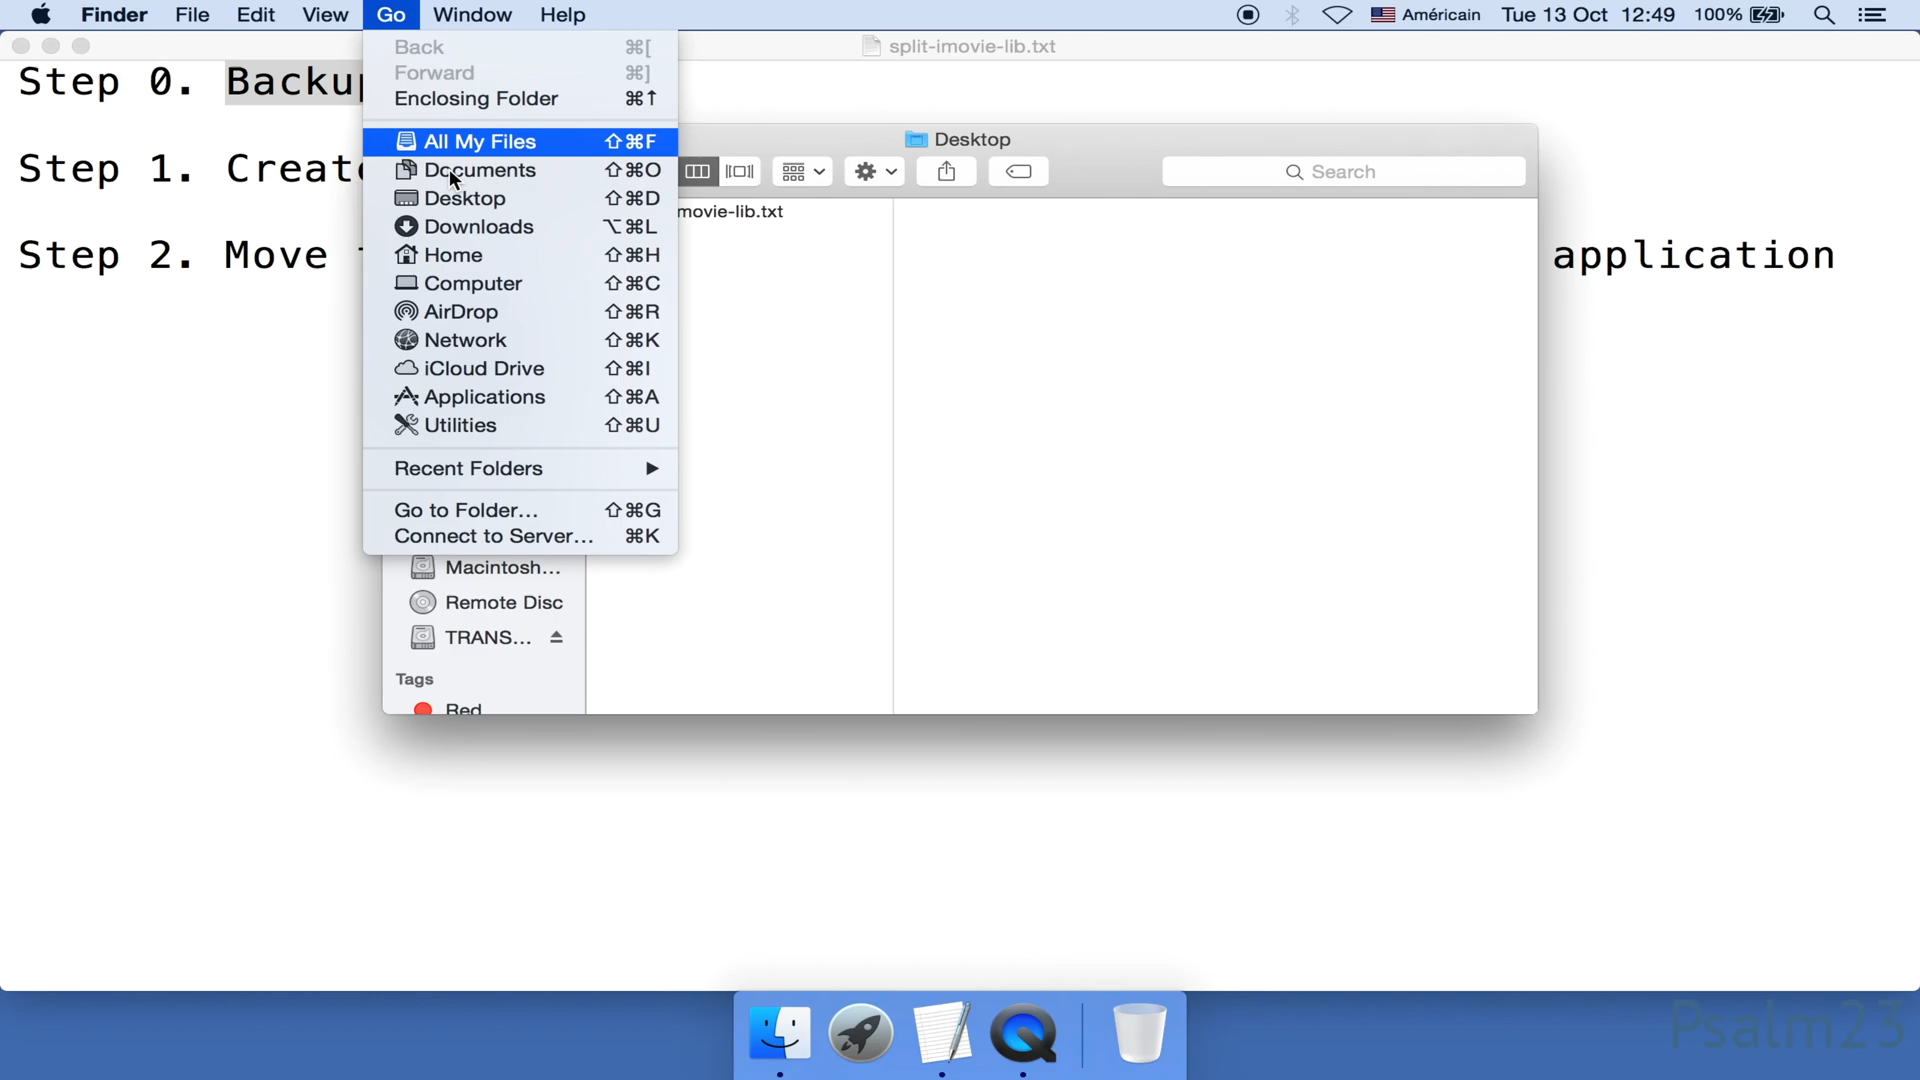 Finder File Edit View Go Window Help Américain Tue 13 Oct 12:49 100%
split-imovie-lib.txt
Step 0. Backup
Step 1. Create
Step 2. Move application
Back ⌘[
Forward ⌘]
Enclosing Folder ⌘↑
All My Files ⇧⌘F
Documents ⇧⌘O
Desktop ⇧⌘D
Downloads ⌥⌘L
Home ⇧⌘H
Computer ⇧⌘C
AirDrop ⇧⌘R
Network ⇧⌘K
iCloud Drive ⇧⌘I
Applications ⇧⌘A
Utilities ⇧⌘U
Recent Folders ▶
Go to Folder... ⇧⌘G
Connect to Server... ⌘K
Desktop
Search
movie-lib.txt
Macintosh...
Remote Disc
TRANS...
Tags
Red
Psalm23